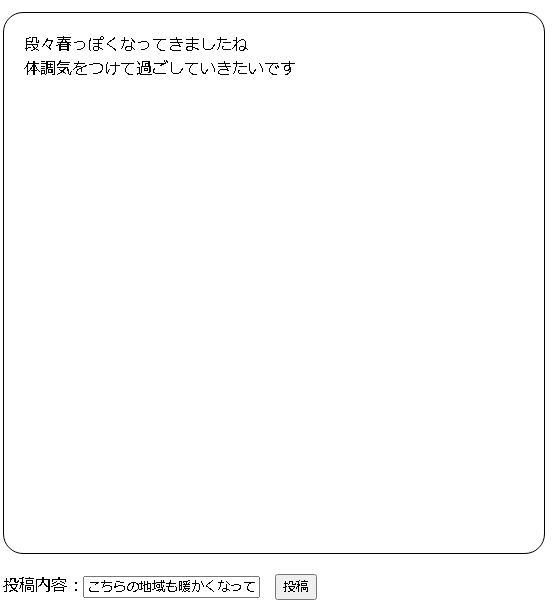 段々春っぽくなってきましたね
体調気をつけて過ごしていきたいです
投稿内容：こちらの地域も暖かくなって 投稿